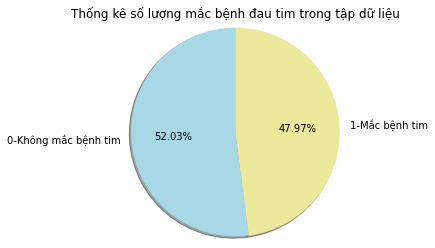 Thống kê số lượng mắc bệnh đau tim trong tập dữ liệu
47.97%
1-Mắc bệnh tim
52.03%
0-Không mắc bệnh tim